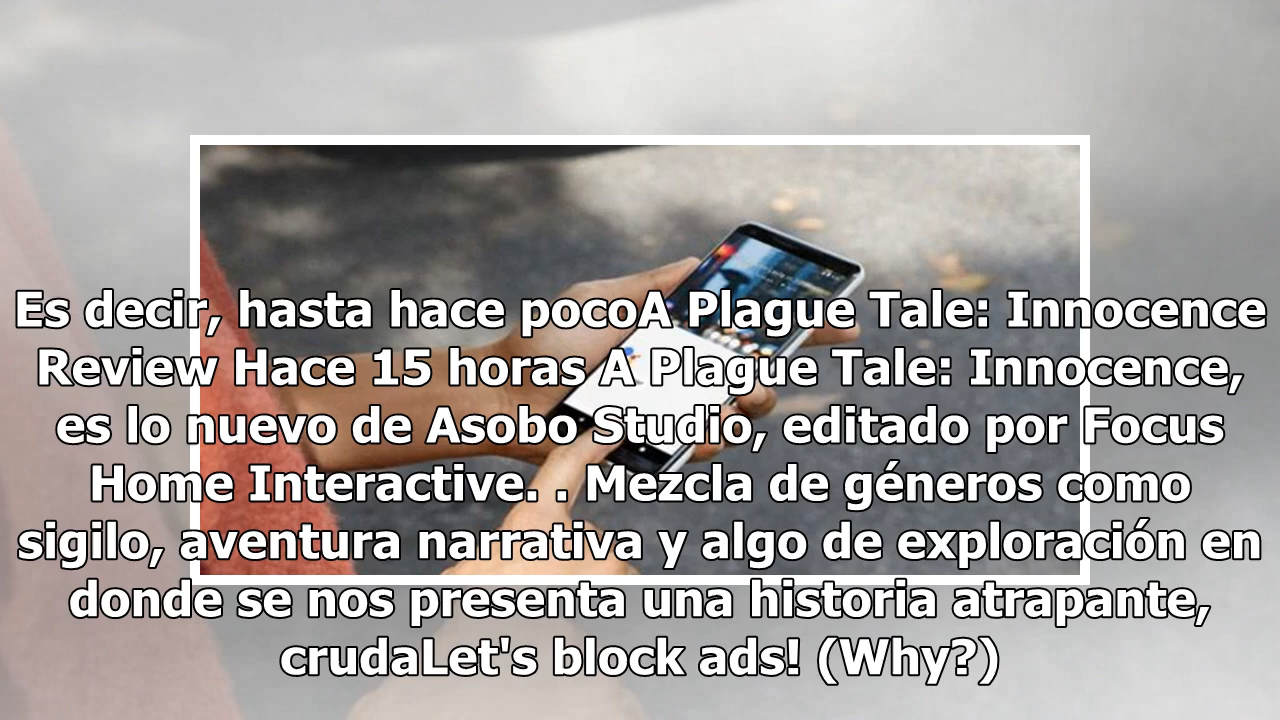 Es decir, hasta hace pocoA Plague Tale: Innocence
Review Hace 15 horas A Plague Tale: Innocence,
es lo nuevo de Asobo Studio, editado por Focus
Home Interactive. . Mezcla de géneros como
sigilo, aventura narrativa y algo de exploración en
donde se nos presenta una historia atrapante,
crudaLet's block ads! (Why?)